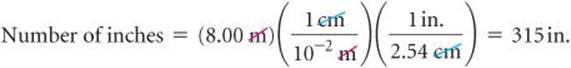 Number of inches = (8.00 m)(1 cm / 10⁻² m)(1 in. / 2.54 cm) = 315 in.